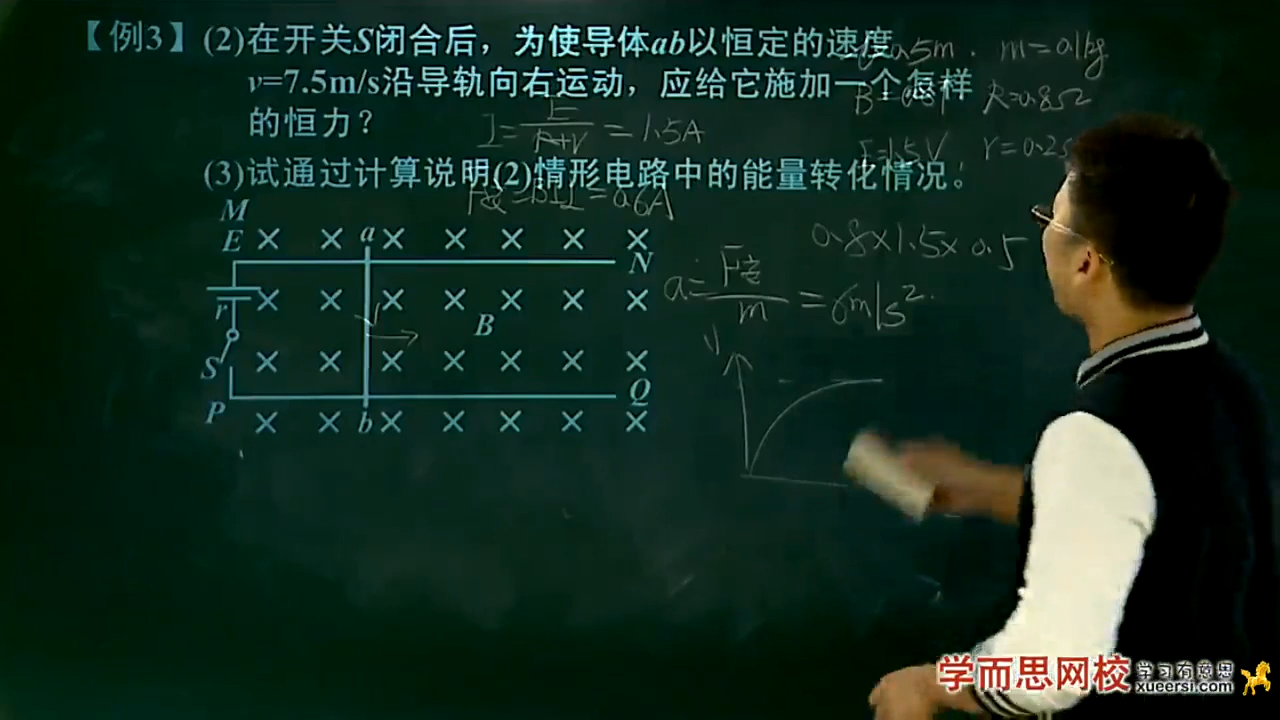 【例3】(2)在开关S闭合后，为使导体ab以恒定的速度
v=7.5m/s沿导轨向右运动，应给它施加一个怎样
的恒力？
(3)试通过计算说明(2)情形电路中的能量转化情况。
0.5m. m=0.1kg
R=0.8Ω
E=1.5V, r=0.2
I=E/(R+r)=1.5A
F安=BIL=0.6A
0.8×1.5×0.5
a=F安/m=6m/s².
v
M
E
a
N
r
B
S
P
b
Q
学而思网校
学习有意思
xueersi.com